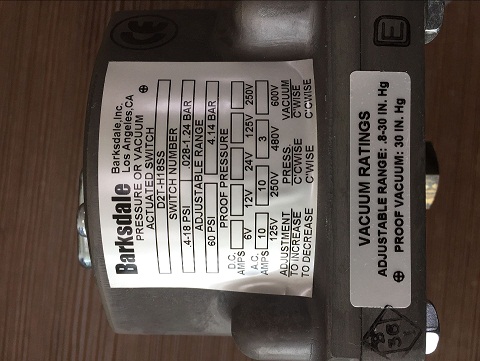 Barksdale Barksdale, Inc.
Los Angeles, CA
PRESSURE OR VACUUM
ACTUATED SWITCH
D2T-H18SS
SWITCH NUMBER
.4-18 PSI .028-1.24 BAR
ADJUSTABLE RANGE
60 PSI 4.14 BAR
PROOF PRESSURE
D.C. AMPS
6V 12V 24V 125V 250V
A.C. AMPS 10 10 3
125V 250V 480V 600V
ADJUSTMENT PRESS. VACUUM
TO INCREASE C'WISE C'WISE
TO DECREASE C'WISE C'WISE
CE
E
VACUUM RATINGS
ADJUSTABLE RANGE: .8-30 IN. Hg
PROOF VACUUM: 30 IN. Hg